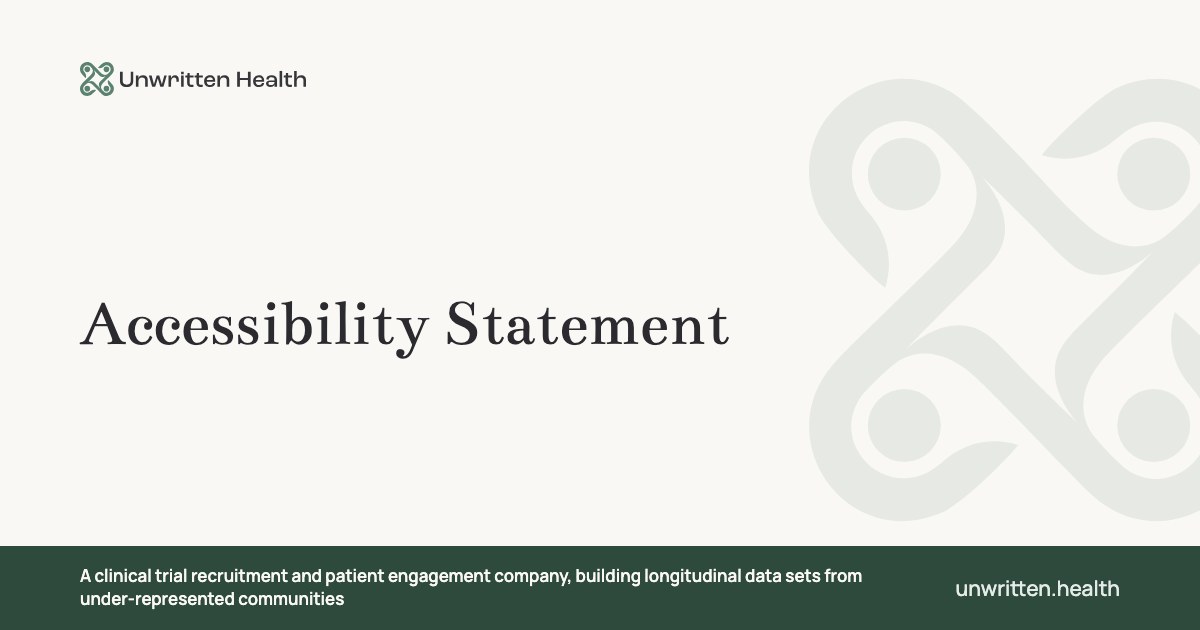 Unwritten Health
Accessibility Statement
A clinical trial recruitment and patient engagement company, building longitudinal data sets from
under-represented communities
unwritten.health